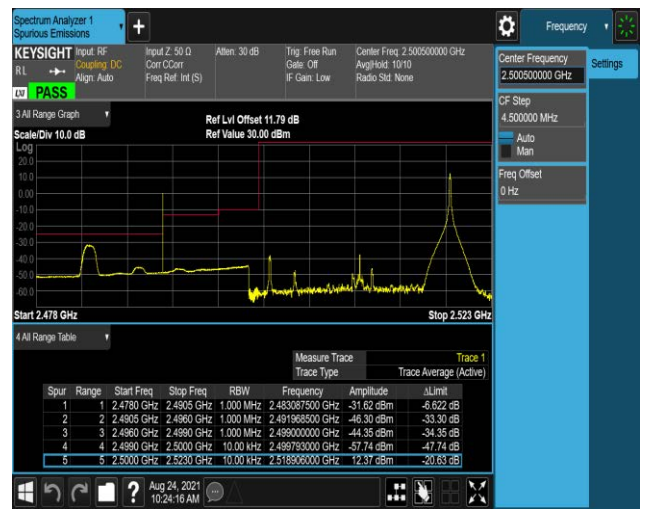 Spectrum Analyzer 1
Spurious Emissions
+
Frequency
KEYSIGHT Input: RF Input Z: 50 Ω Atten: 30 dB Trig: Free Run Center Freq: 2.500500000 GHz
RL Coupling: DC Corr CCorr Gate: Off Avg|Hold: 10/10
Align: Auto Freq Ref: Int (S) IF Gain: Low Radio Std: None
LXI PASS
Center Frequency
2.500500000 GHz
Settings
CF Step
4.500000 MHz
Auto
Man
Freq Offset
0 Hz
3 All Range Graph
Ref Lvl Offset 11.79 dB
Scale/Div 10.0 dB Ref Value 30.00 dBm
Log
20.0
10.0
0.00
-10.0
-20.0
-30.0
-40.0
-50.0
-60.0
Start 2.478 GHz Stop 2.523 GHz
4 All Range Table
Measure Trace Trace 1
Trace Type Trace Average (Active)
Spur Range Start Freq Stop Freq RBW Frequency Amplitude ΔLimit
1 1 2.4780 GHz 2.4905 GHz 1.000 MHz 2.483087500 GHz -31.62 dBm -6.622 dB
2 2 2.4905 GHz 2.4960 GHz 1.000 MHz 2.491968500 GHz -46.30 dBm -33.30 dB
3 3 2.4960 GHz 2.4990 GHz 1.000 MHz 2.499000000 GHz -44.35 dBm -34.35 dB
4 4 2.4990 GHz 2.5000 GHz 10.00 kHz 2.499793000 GHz -57.74 dBm -47.74 dB
5 5 2.5000 GHz 2.5230 GHz 10.00 kHz 2.518906000 GHz 12.37 dBm -20.63 dB
? Aug 24, 2021
10:24:16 AM